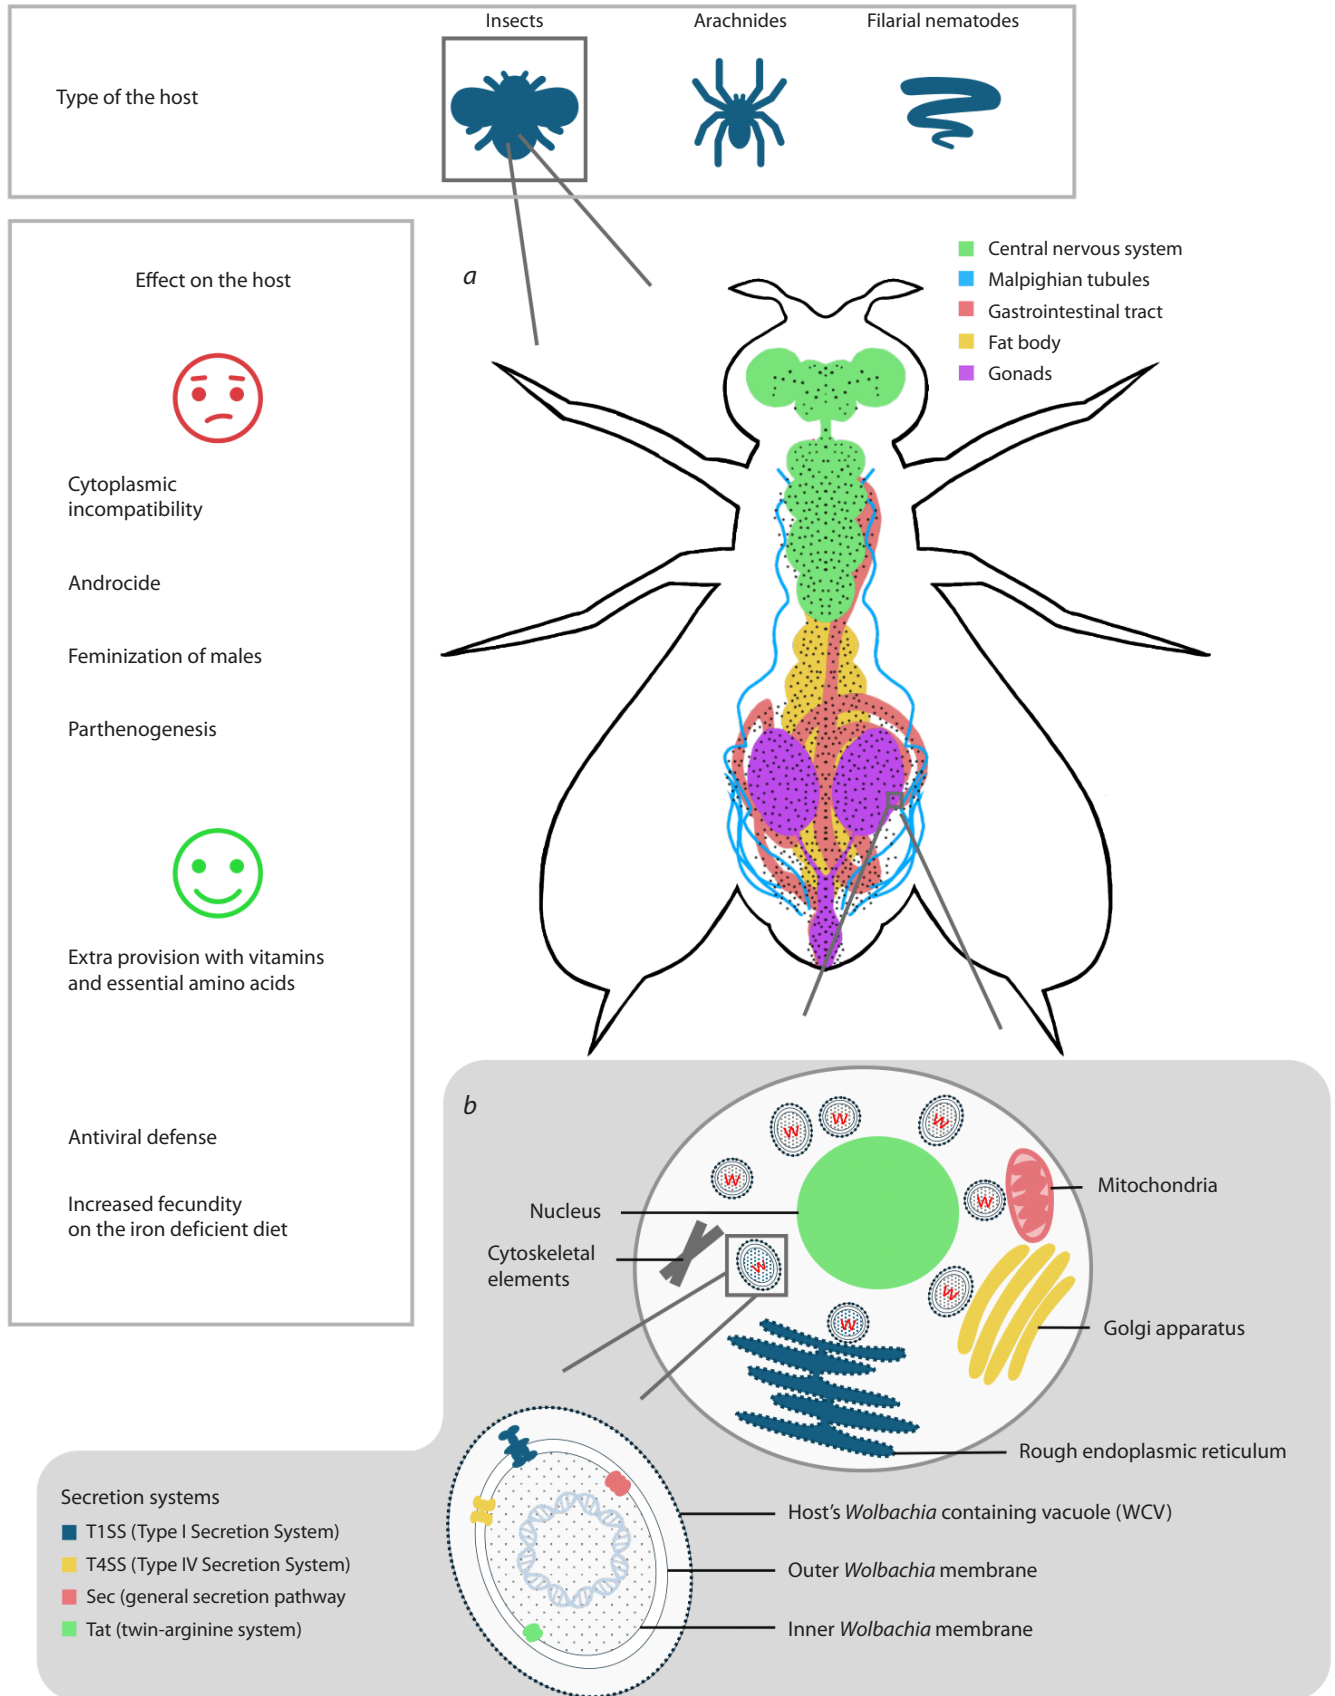 Insects
Arachnides
Filarial nematodes
Type of the host
Effect on the host
Cytoplasmic
incompatibility
Androcide
Feminization of males
Parthenogenesis
Extra provision with vitamins
and essential amino acids
Antiviral defense
Increased fecundity
on the iron deficient diet
a
Central nervous system
Malpighian tubules
Gastrointestinal tract
Fat body
Gonads
b
W
W
W
W
W
W
W
W
Nucleus
Cytoskeletal
elements
Mitochondria
Golgi apparatus
Rough endoplasmic reticulum
Host's Wolbachia containing vacuole (WCV)
Outer Wolbachia membrane
Inner Wolbachia membrane
Secretion systems
T1SS (Type I Secretion System)
T4SS (Type IV Secretion System)
Sec (general secretion pathway
Tat (twin-arginine system)